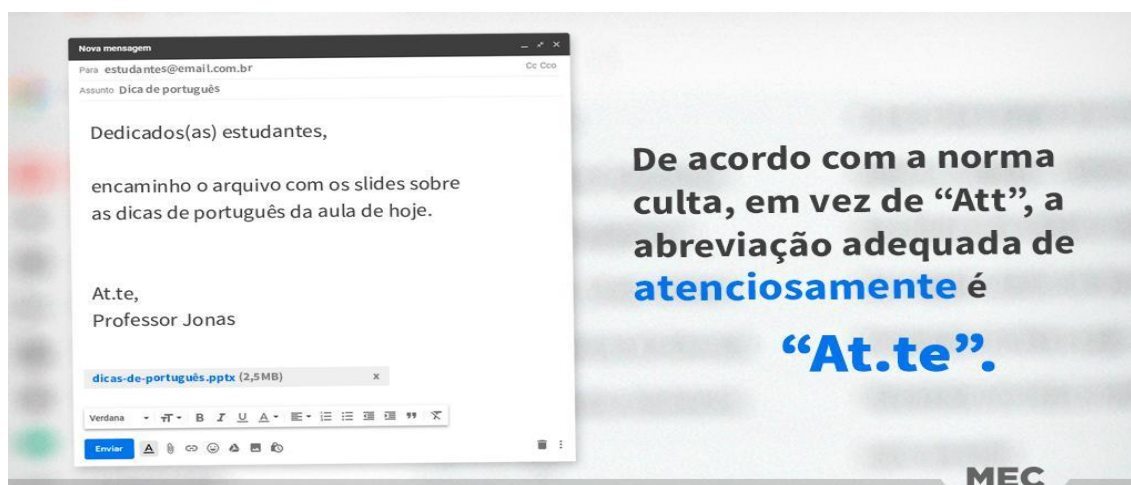 Nova mensagem
Para estudantes@email.com.br Cc Cco
Assunto Dica de português
Dedicados(as) estudantes,
encaminho o arquivo com os slides sobre
as dicas de português da aula de hoje.
At.te,
Professor Jonas
dicas-de-português.pptx (2,5MB) x
Verdana
Enviar
De acordo com a norma
culta, em vez de “Att”, a
abreviação adequada de
atenciosamente é
“At.te”.
MEC